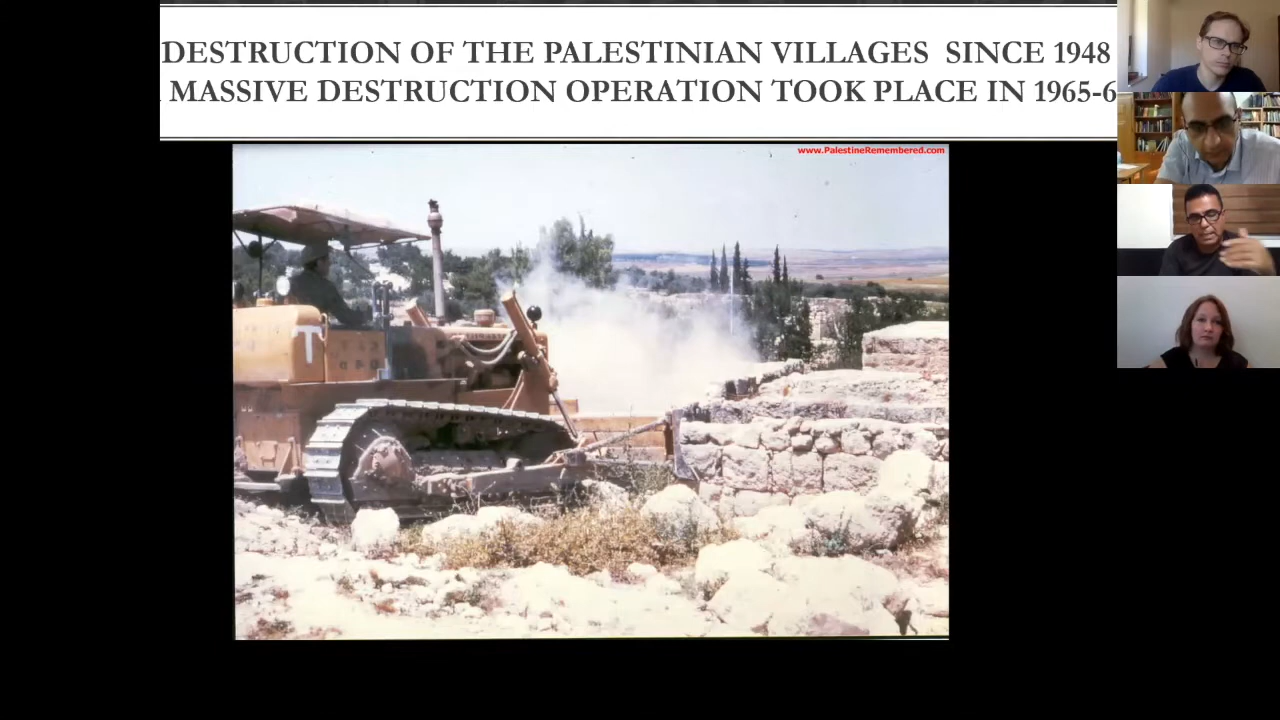 DESTRUCTION OF THE PALESTINIAN VILLAGES SINCE 1948
MASSIVE DESTRUCTION OPERATION TOOK PLACE IN 1965-6
www.PalestineRemembered.com
T